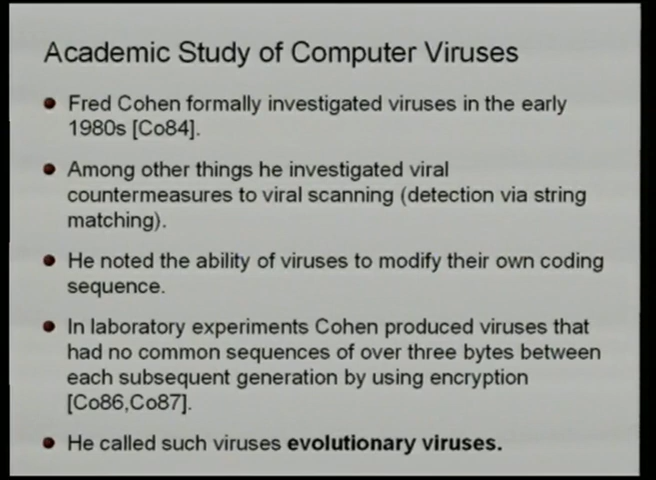 Academic Study of Computer Viruses
Fred Cohen formally investigated viruses in the early
1980s [Co84].
Among other things he investigated viral
countermeasures to viral scanning (detection via string
matching).
He noted the ability of viruses to modify their own coding
sequence.
In laboratory experiments Cohen produced viruses that
had no common sequences of over three bytes between
each subsequent generation by using encryption
[Co86,Co87].
He called such viruses evolutionary viruses.